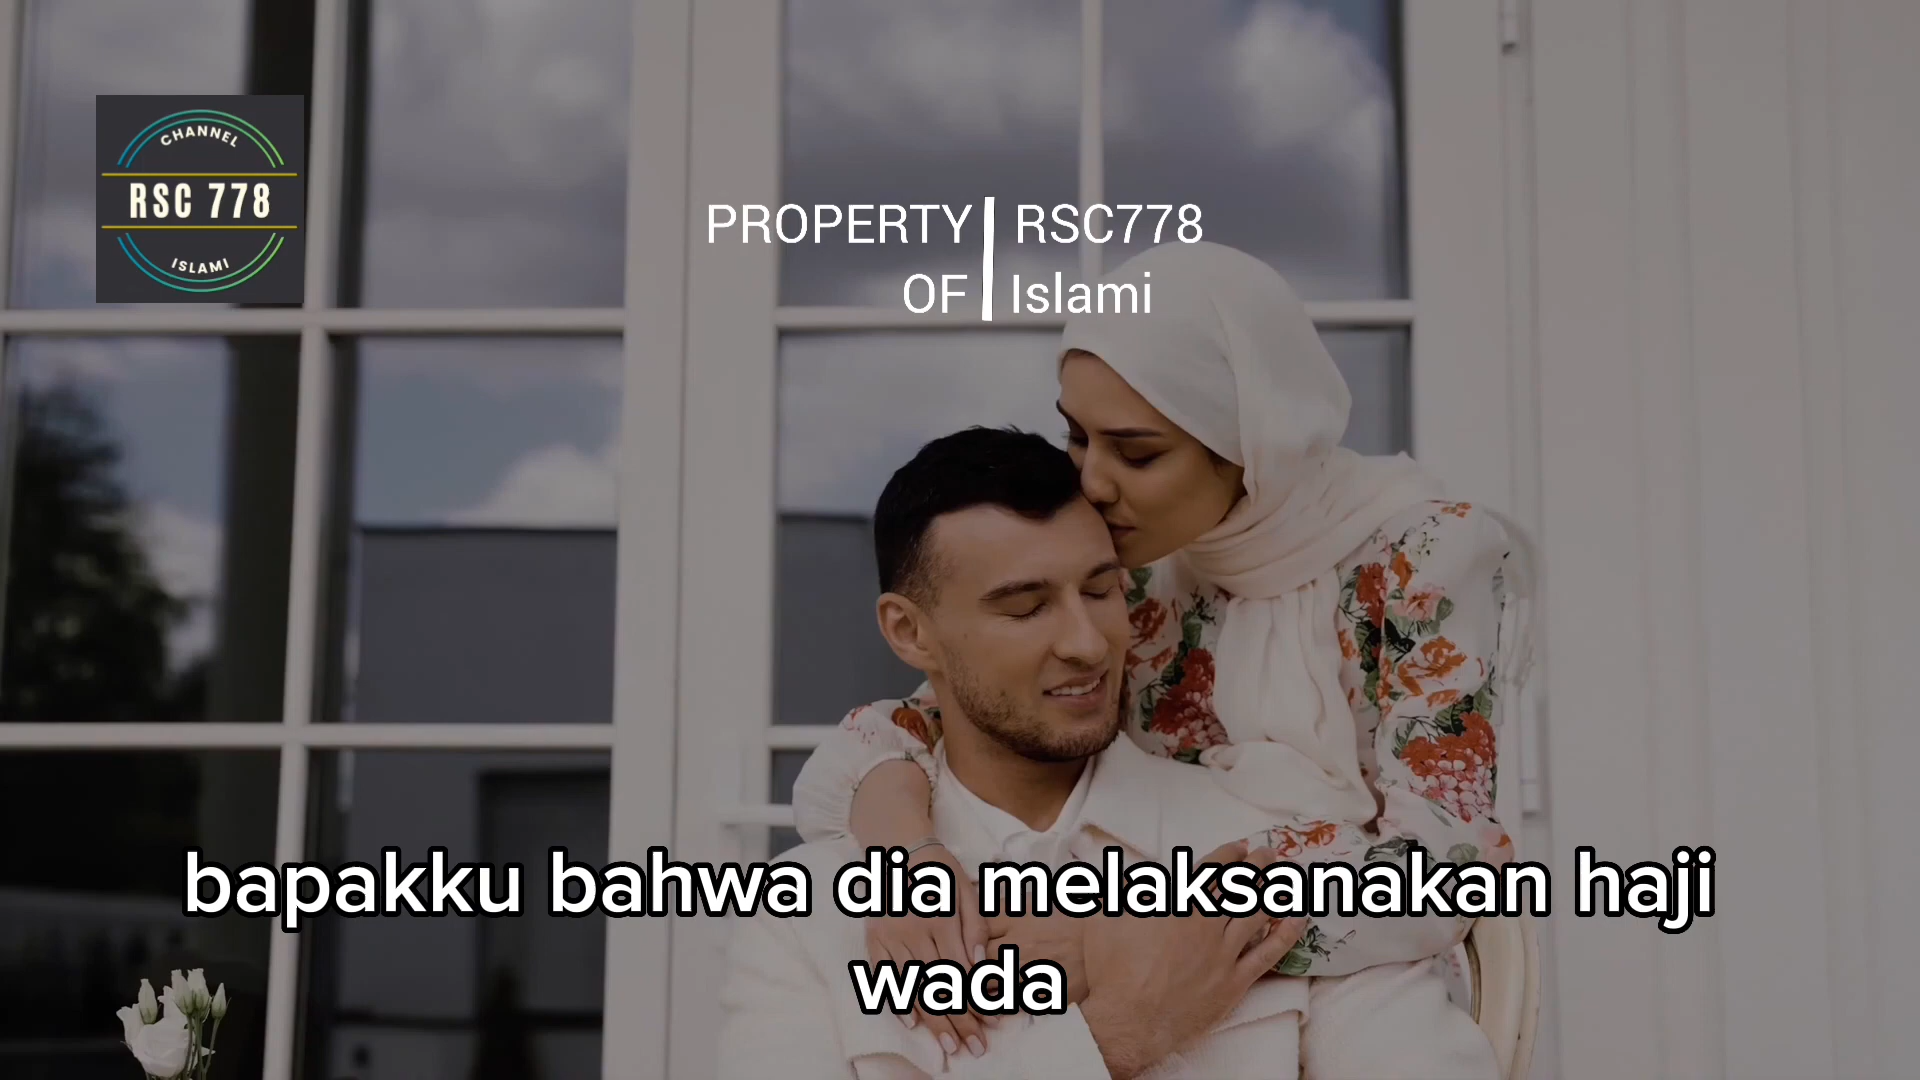 CHANNEL
RSC 778
ISLAMI
PROPERTY RSC778
OF Islami
bapakku bahwa dia melaksanakan haji
wada